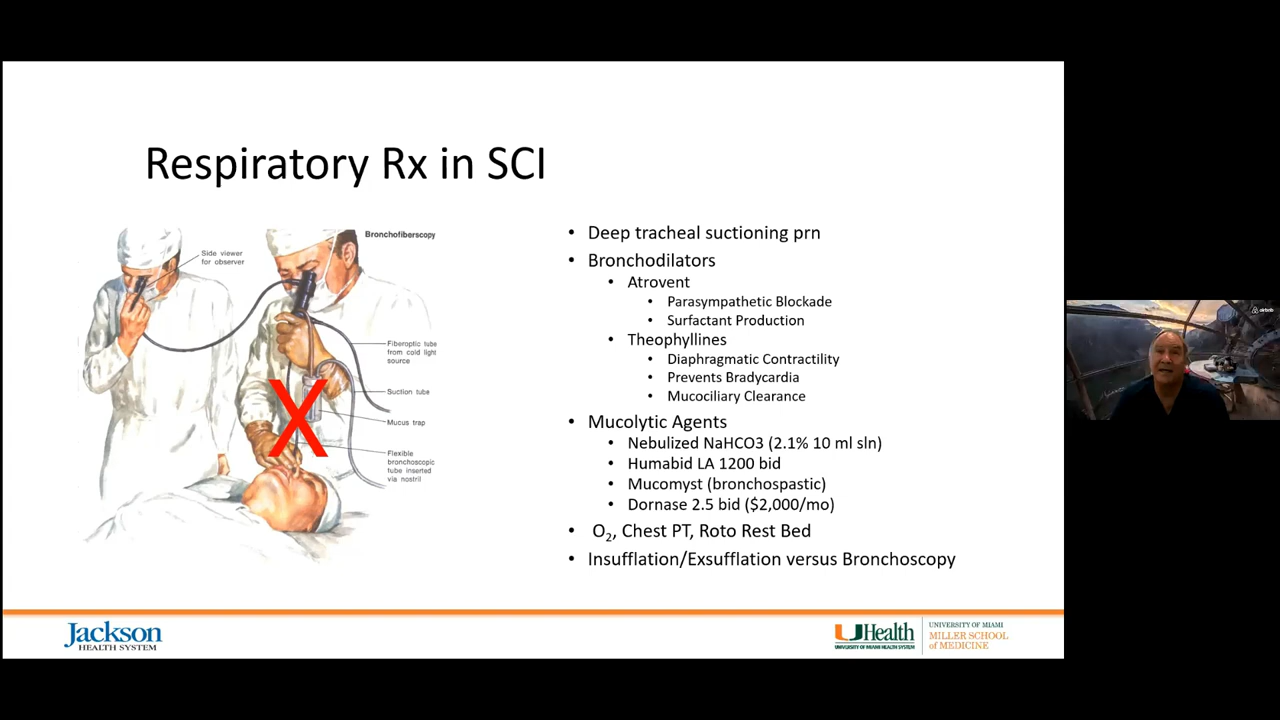 Respiratory Rx in SCI
Bronchofiberscopy
Side viewer
for observer
Fiberoptic tube
from cold light
source
Suction tube
Mucus trap
Flexible
bronchoscopic
tube inserted
via nostril
X
• Deep tracheal suctioning prn
• Bronchodilators
• Atrovent
• Parasympathetic Blockade
• Surfactant Production
• Theophyllines
• Diaphragmatic Contractility
• Prevents Bradycardia
• Mucociliary Clearance
• Mucolytic Agents
• Nebulized NaHCO3 (2.1% 10 ml sln)
• Humabid LA 1200 bid
• Mucomyst (bronchospastic)
• Dornase 2.5 bid ($2,000/mo)
• O2, Chest PT, Roto Rest Bed
• Insufflation/Exsufflation versus Bronchoscopy
airbnb
Jackson
HEALTH SYSTEM
UHealth
UNIVERSITY OF MIAMI HEALTH SYSTEM
UNIVERSITY OF MIAMI
MILLER SCHOOL
of MEDICINE